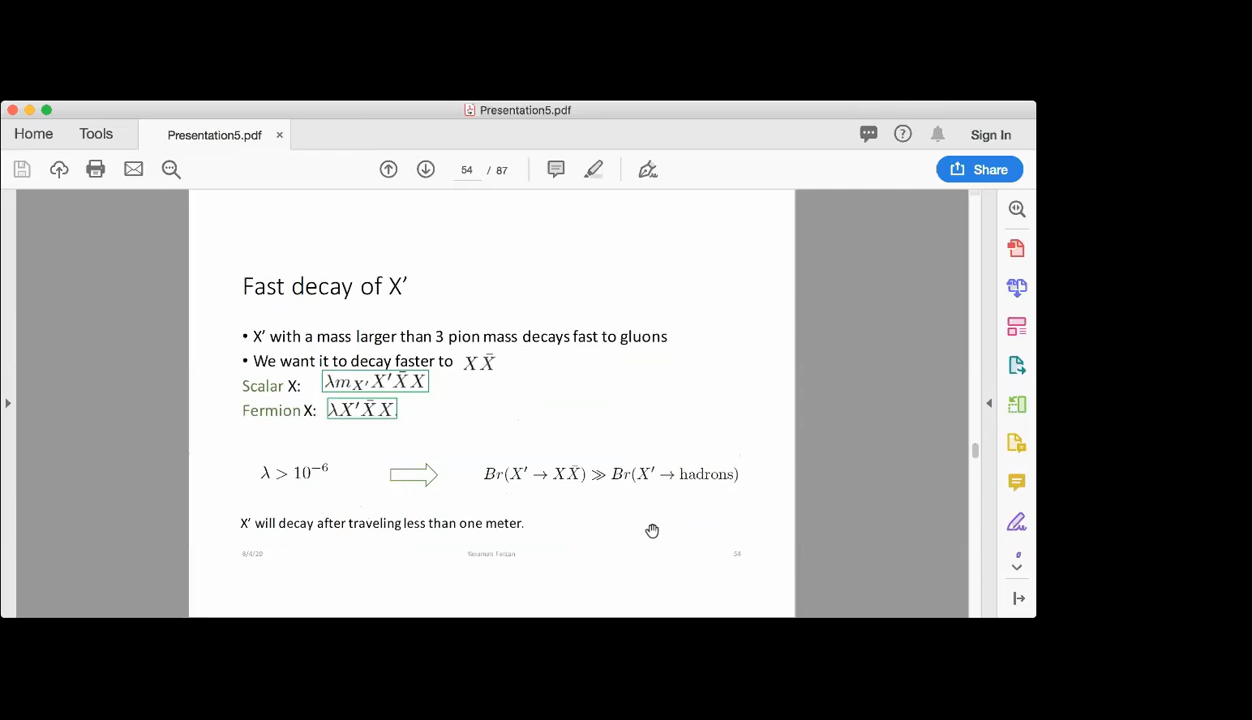 Presentation5.pdf
Home Tools Presentation5.pdf × Sign In
54 / 87 Share
Fast decay of X’
• X’ with a mass larger than 3 pion mass decays fast to gluons
• We want it to decay faster to X X̄
Scalar X: λm_{X′}X′X̄X
Fermion X: λX′X̄X.
λ > 10⁻⁶ Br(X′ → XX̄) ≫ Br(X′ → hadrons)
X’ will decay after traveling less than one meter.
8/4/20 54